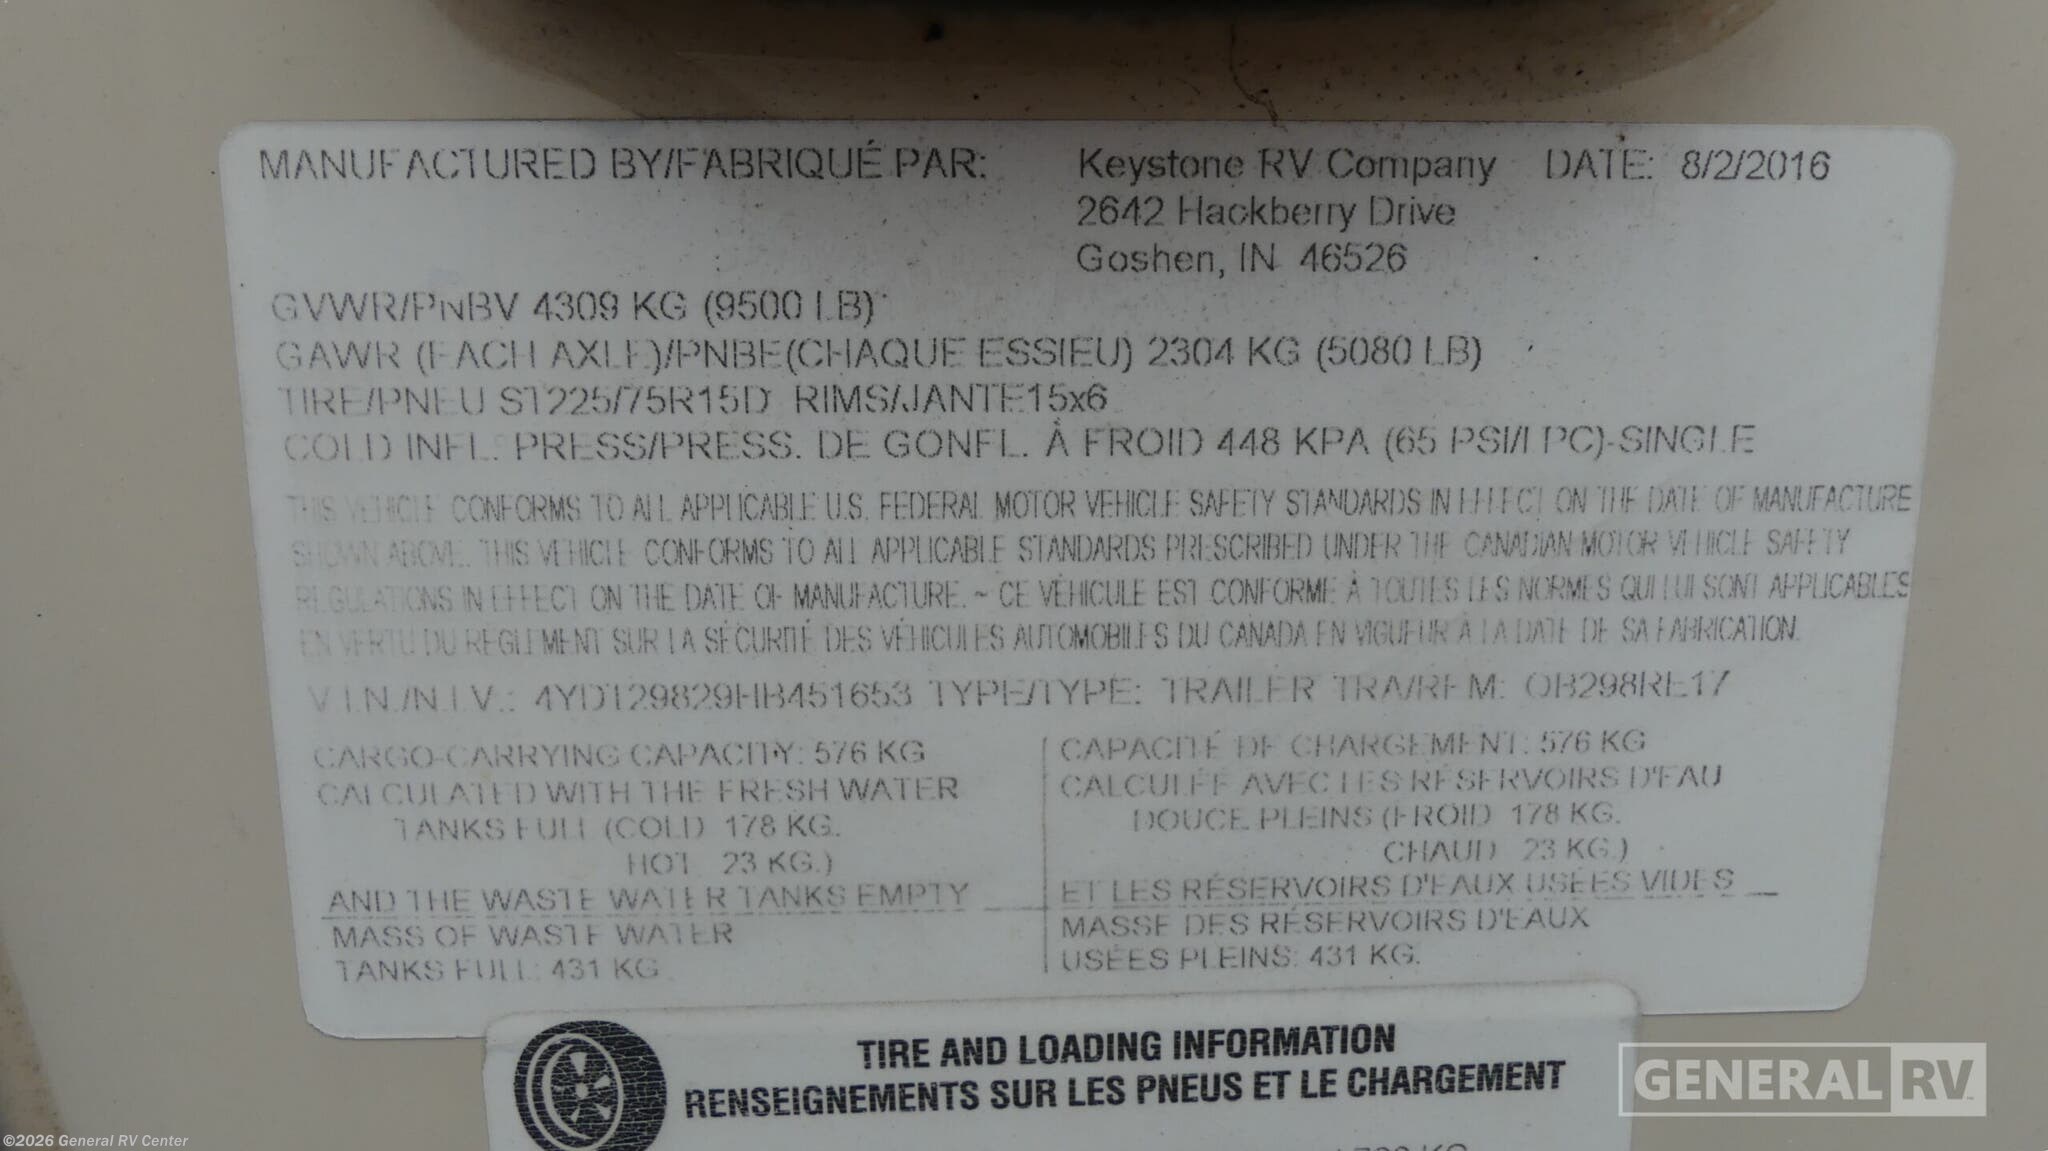 MANUFACTURED BY/FABRIQUÉ PAR: Keystone RV Company DATE: 8/2/2016
2642 Hackberry Drive
Goshen, IN 46526
GVWR/PNBV 4309 KG (9500 LB)
GAWR (EACH AXLE)/PNBE(CHAQUE ESSIEU) 2304 KG (5080 LB)
TIRE/PNEU ST225/75R15D RIMS/JANTE15x6
COLD INFL. PRESS/PRESS. DE GONFL. À FROID 448 KPA (65 PSI/LPC)-SINGLE
THIS VEHICLE CONFORMS TO ALL APPLICABLE U.S. FEDERAL MOTOR VEHICLE SAFETY STANDARDS IN EFFECT ON THE DATE OF MANUFACTURE
SHOWN ABOVE. THIS VEHICLE CONFORMS TO ALL APPLICABLE STANDARDS PRESCRIBED UNDER THE CANADIAN MOTOR VEHICLE SAFETY
REGULATIONS IN EFFECT ON THE DATE OF MANUFACTURE. ~ CE VÉHICULE EST CONFORME À TOUTES LES NORMES QUI LUI SONT APPLICABLES
EN VERTU DU RÈGLEMENT SUR LA SÉCURITÉ DES VÉHICULES AUTOMOBILES DU CANADA EN VIGUEUR À LA DATE DE SA FABRICATION.
V.I.N./N.I.V.: 4YDT29829HB451653 TYPE/TYPE: TRAILER TRA/REM: OB298RE17
CARGO-CARRYING CAPACITY: 576 KG
CALCULATED WITH THE FRESH WATER
TANKS FULL (COLD 178 KG.
HOT 23 KG.)
AND THE WASTE WATER TANKS EMPTY
MASS OF WASTE WATER
TANKS FULL: 431 KG
CAPACITÉ DE CHARGEMENT: 576 KG
CALCULÉE AVEC LES RÉSERVOIRS D'EAU
DOUCE PLEINS (FROID 178 KG.
CHAUD 23 KG.)
ET LES RÉSERVOIRS D'EAUX USÉES VIDES
MASSE DES RÉSERVOIRS D'EAUX
USÉES PLEINS: 431 KG.
TIRE AND LOADING INFORMATION
RENSEIGNEMENTS SUR LES PNEUS ET LE CHARGEMENT
GENERAL RV
©2026 General RV Center